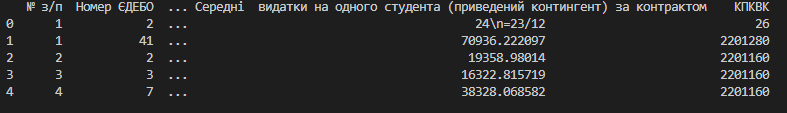 № з/п Номер ЄДЕБО ... Середні видатки на одного студента (приведений контингент) за контрактом КПКВК
0 1 2 ... 24\n=23/12 26
1 1 41 ... 70936.222097 2201280
2 2 2 ... 19358.98014 2201160
3 3 3 ... 16322.815719 2201160
4 4 7 ... 38328.068582 2201160